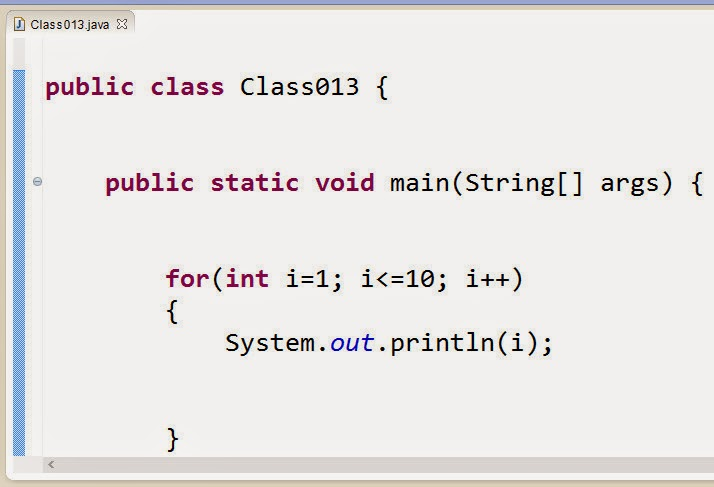 Class013.java
public class Class013 {
public static void main(String[] args) {
for(int i=1; i<=10; i++)
{
System.out.println(i);
}